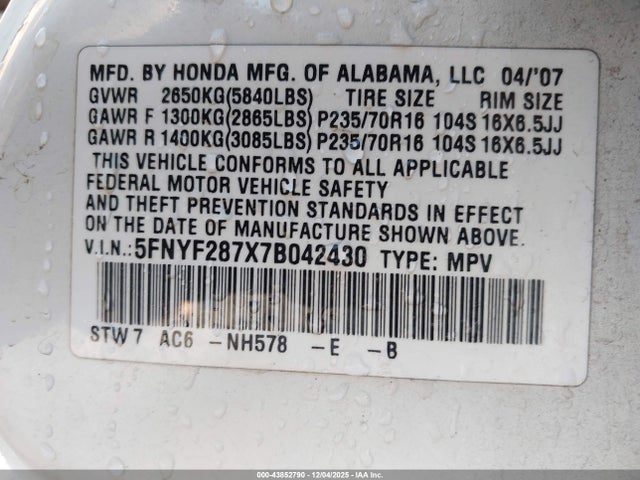 MFD. BY HONDA MFG. OF ALABAMA, LLC 04/'07
GVWR 2650KG(5840LBS) TIRE SIZE RIM SIZE
GAWR F 1300KG(2865LBS) P235/70R16 104S 16X6.5JJ
GAWR R 1400KG(3085LBS) P235/70R16 104S 16X6.5JJ
THIS VEHICLE CONFORMS TO ALL APPLICABLE
FEDERAL MOTOR VEHICLE SAFETY
AND THEFT PREVENTION STANDARDS IN EFFECT
ON THE DATE OF MANUFACTURE SHOWN ABOVE.
V.I.N.: 5FNYF287X7B042430 TYPE: MPV
STW7 AC6 -NH578 -E -B
000-43852790 - 12/04/2025 - IAAI.COM